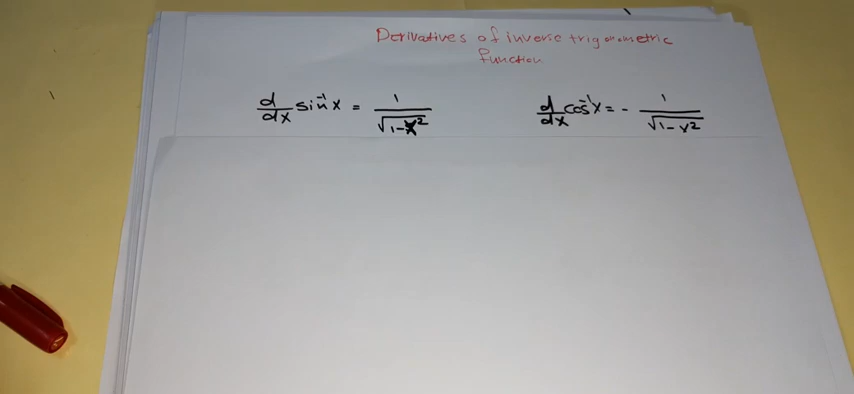 Derivatives of inverse trigonometric
function
d/dx sin⁻¹x = 1/√(1-x²)
d/dx cos⁻¹x = - 1/√(1-x²)